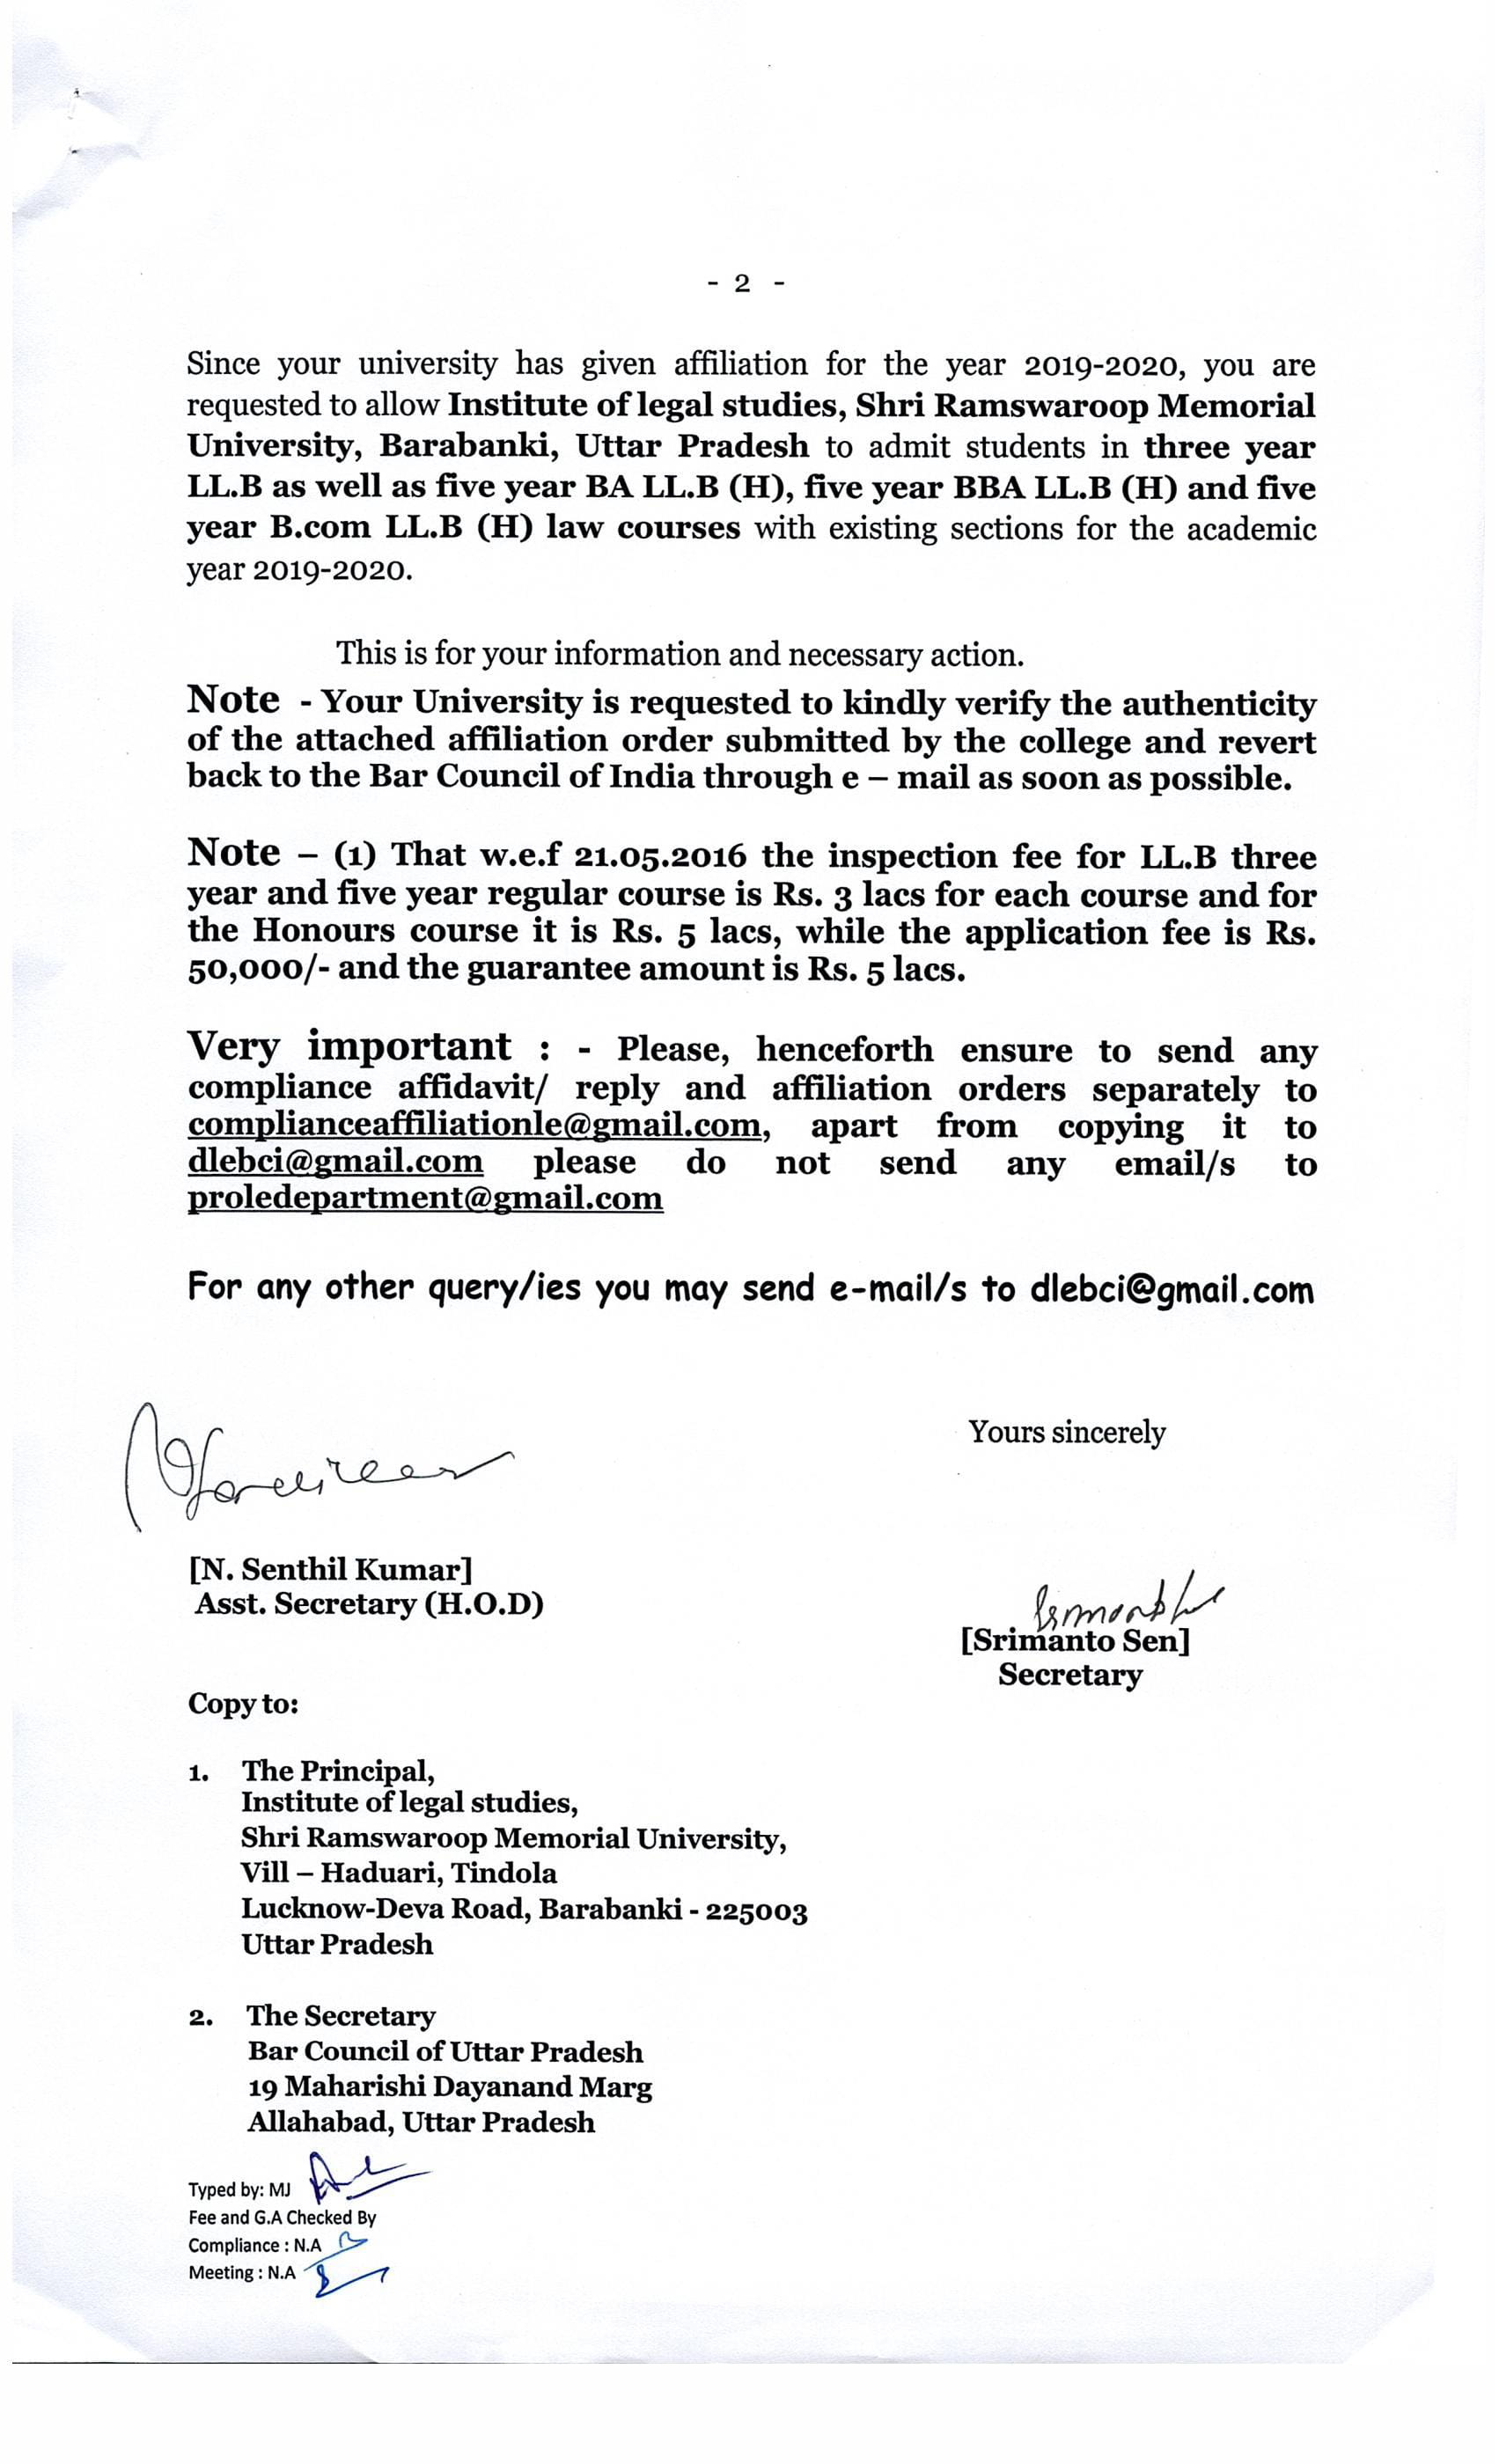 - 2 -
Since your university has given affiliation for the year 2019-2020, you are
requested to allow Institute of legal studies, Shri Ramswaroop Memorial
University, Barabanki, Uttar Pradesh to admit students in three year
LL.B as well as five year BA LL.B (H), five year BBA LL.B (H) and five
year B.com LL.B (H) law courses with existing sections for the academic
year 2019-2020.
This is for your information and necessary action.
Note - Your University is requested to kindly verify the authenticity
of the attached affiliation order submitted by the college and revert
back to the Bar Council of India through e – mail as soon as possible.
Note – (1) That w.e.f 21.05.2016 the inspection fee for LL.B three
year and five year regular course is Rs. 3 lacs for each course and for
the Honours course it is Rs. 5 lacs, while the application fee is Rs.
50,000/- and the guarantee amount is Rs. 5 lacs.
Very important : - Please, henceforth ensure to send any
compliance affidavit/ reply and affiliation orders separately to
complianceaffiliationle@gmail.com, apart from copying it to
dlebci@gmail.com please do not send any email/s to
proledepartment@gmail.com
For any other query/ies you may send e-mail/s to dlebci@gmail.com
Yours sincerely
[N. Senthil Kumar]
Asst. Secretary (H.O.D)
[Srimanto Sen]
Secretary
Copy to:
1. The Principal,
Institute of legal studies,
Shri Ramswaroop Memorial University,
Vill – Haduari, Tindola
Lucknow-Deva Road, Barabanki - 225003
Uttar Pradesh
2. The Secretary
Bar Council of Uttar Pradesh
19 Maharishi Dayanand Marg
Allahabad, Uttar Pradesh
Typed by: MJ
Fee and G.A Checked By
Compliance : N.A
Meeting : N.A